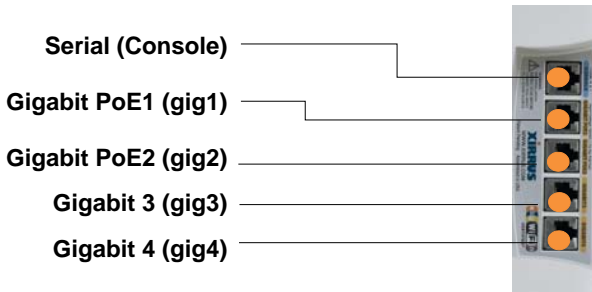 Serial (Console)
Gigabit PoE1 (gig1)
Gigabit PoE2 (gig2)
Gigabit 3 (gig3)
Gigabit 4 (gig4)
XIRRUS